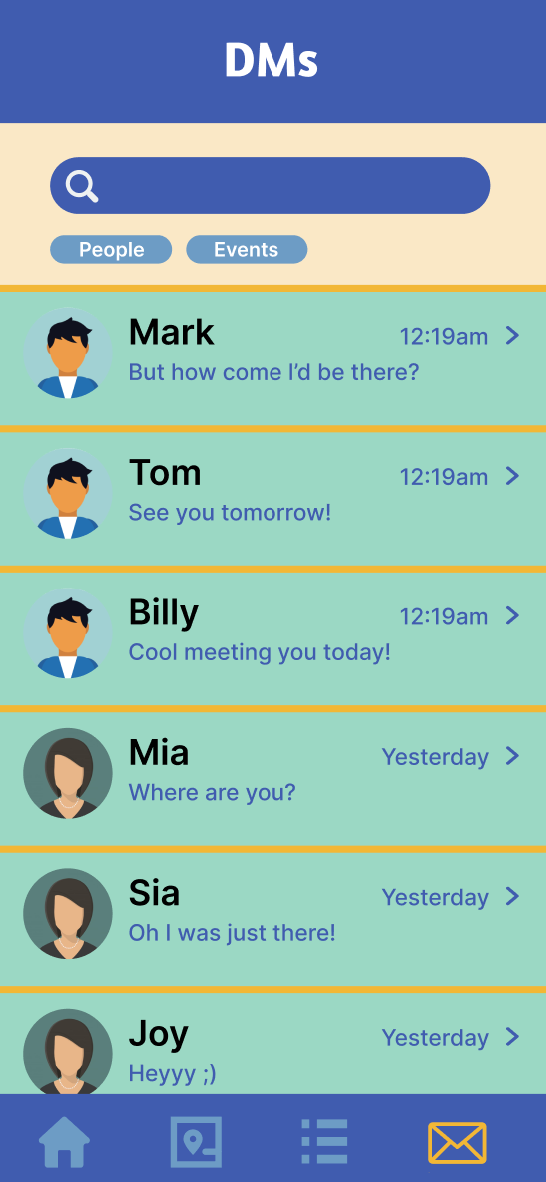 DMs
People Events
Mark 12:19am
But how come I’d be there?
Tom 12:19am
See you tomorrow!
Billy 12:19am
Cool meeting you today!
Mia Yesterday
Where are you?
Sia Yesterday
Oh I was just there!
Joy Yesterday
Heyyy ;)